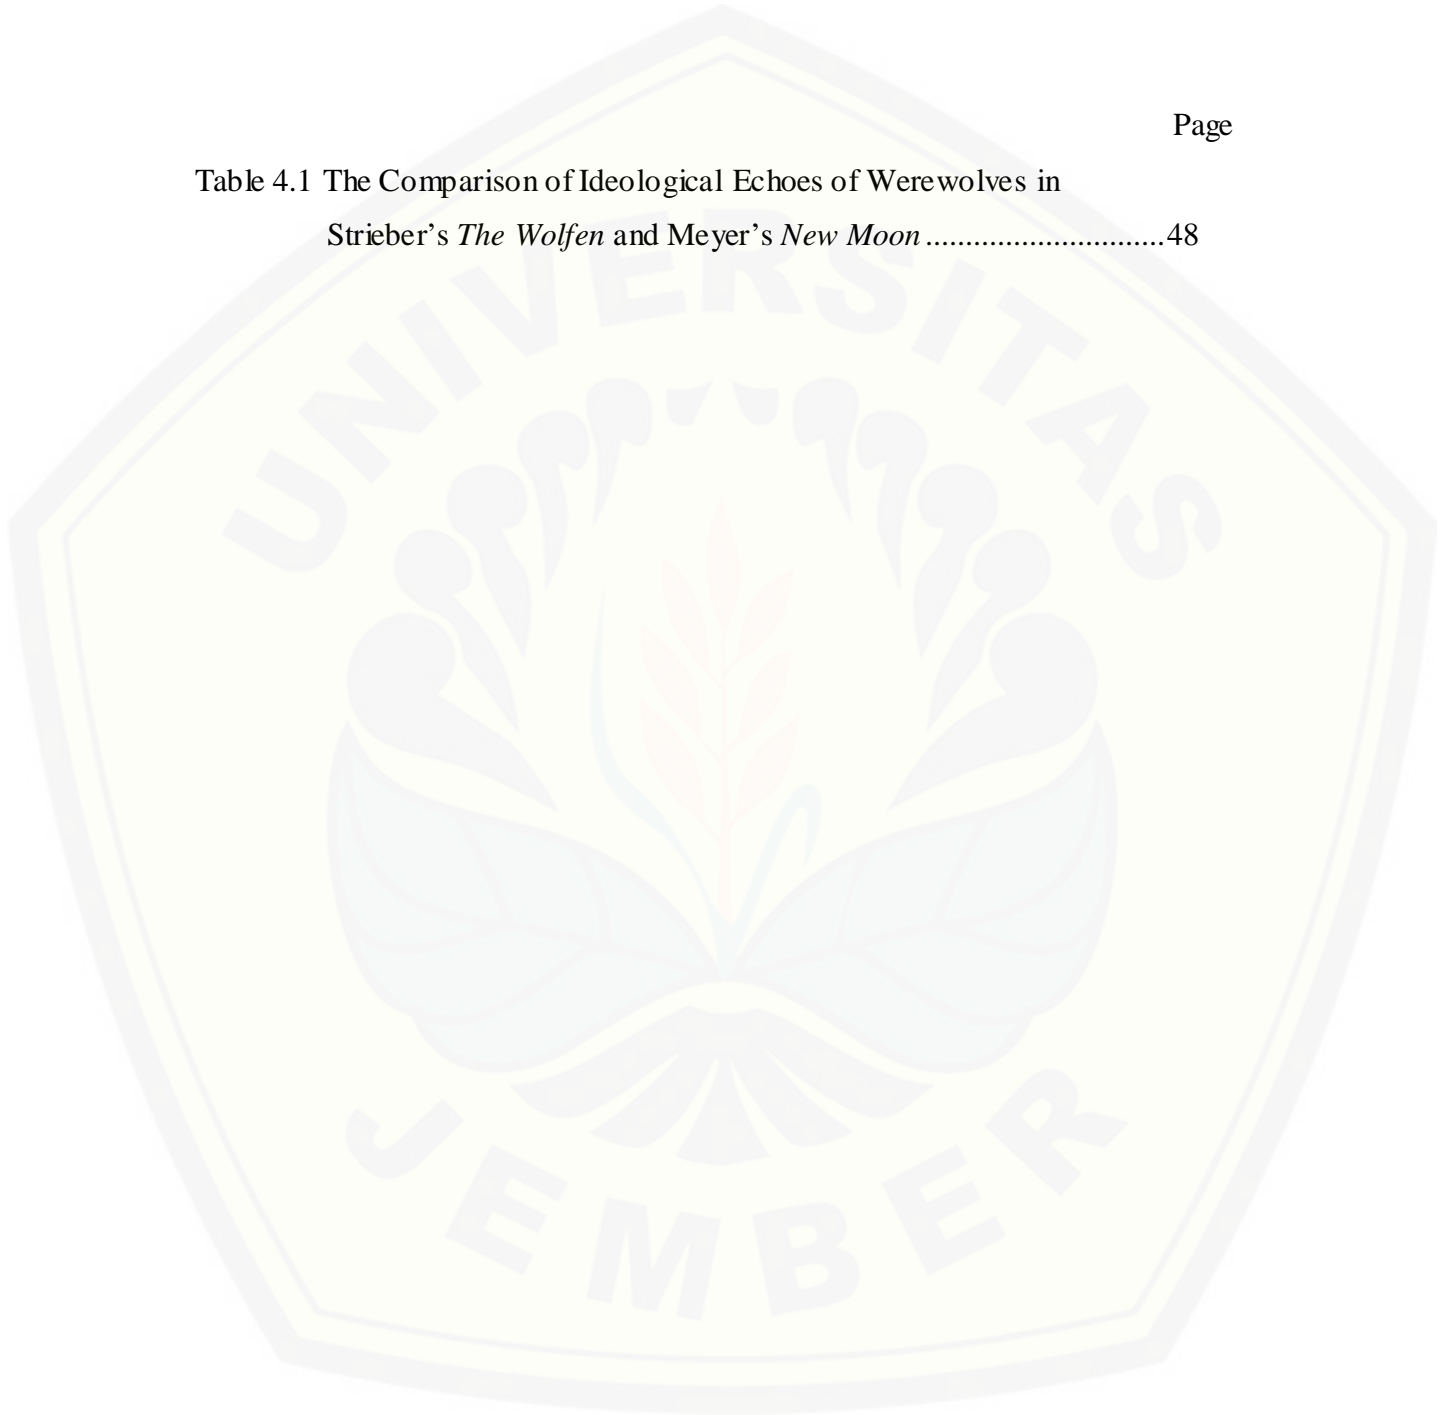 Page
Table 4.1 The Comparison of Ideological Echoes of Werewolves in
Strieber’s The Wolfen and Meyer’s New Moon .............................48
UNIVERSITAS
JEMBER